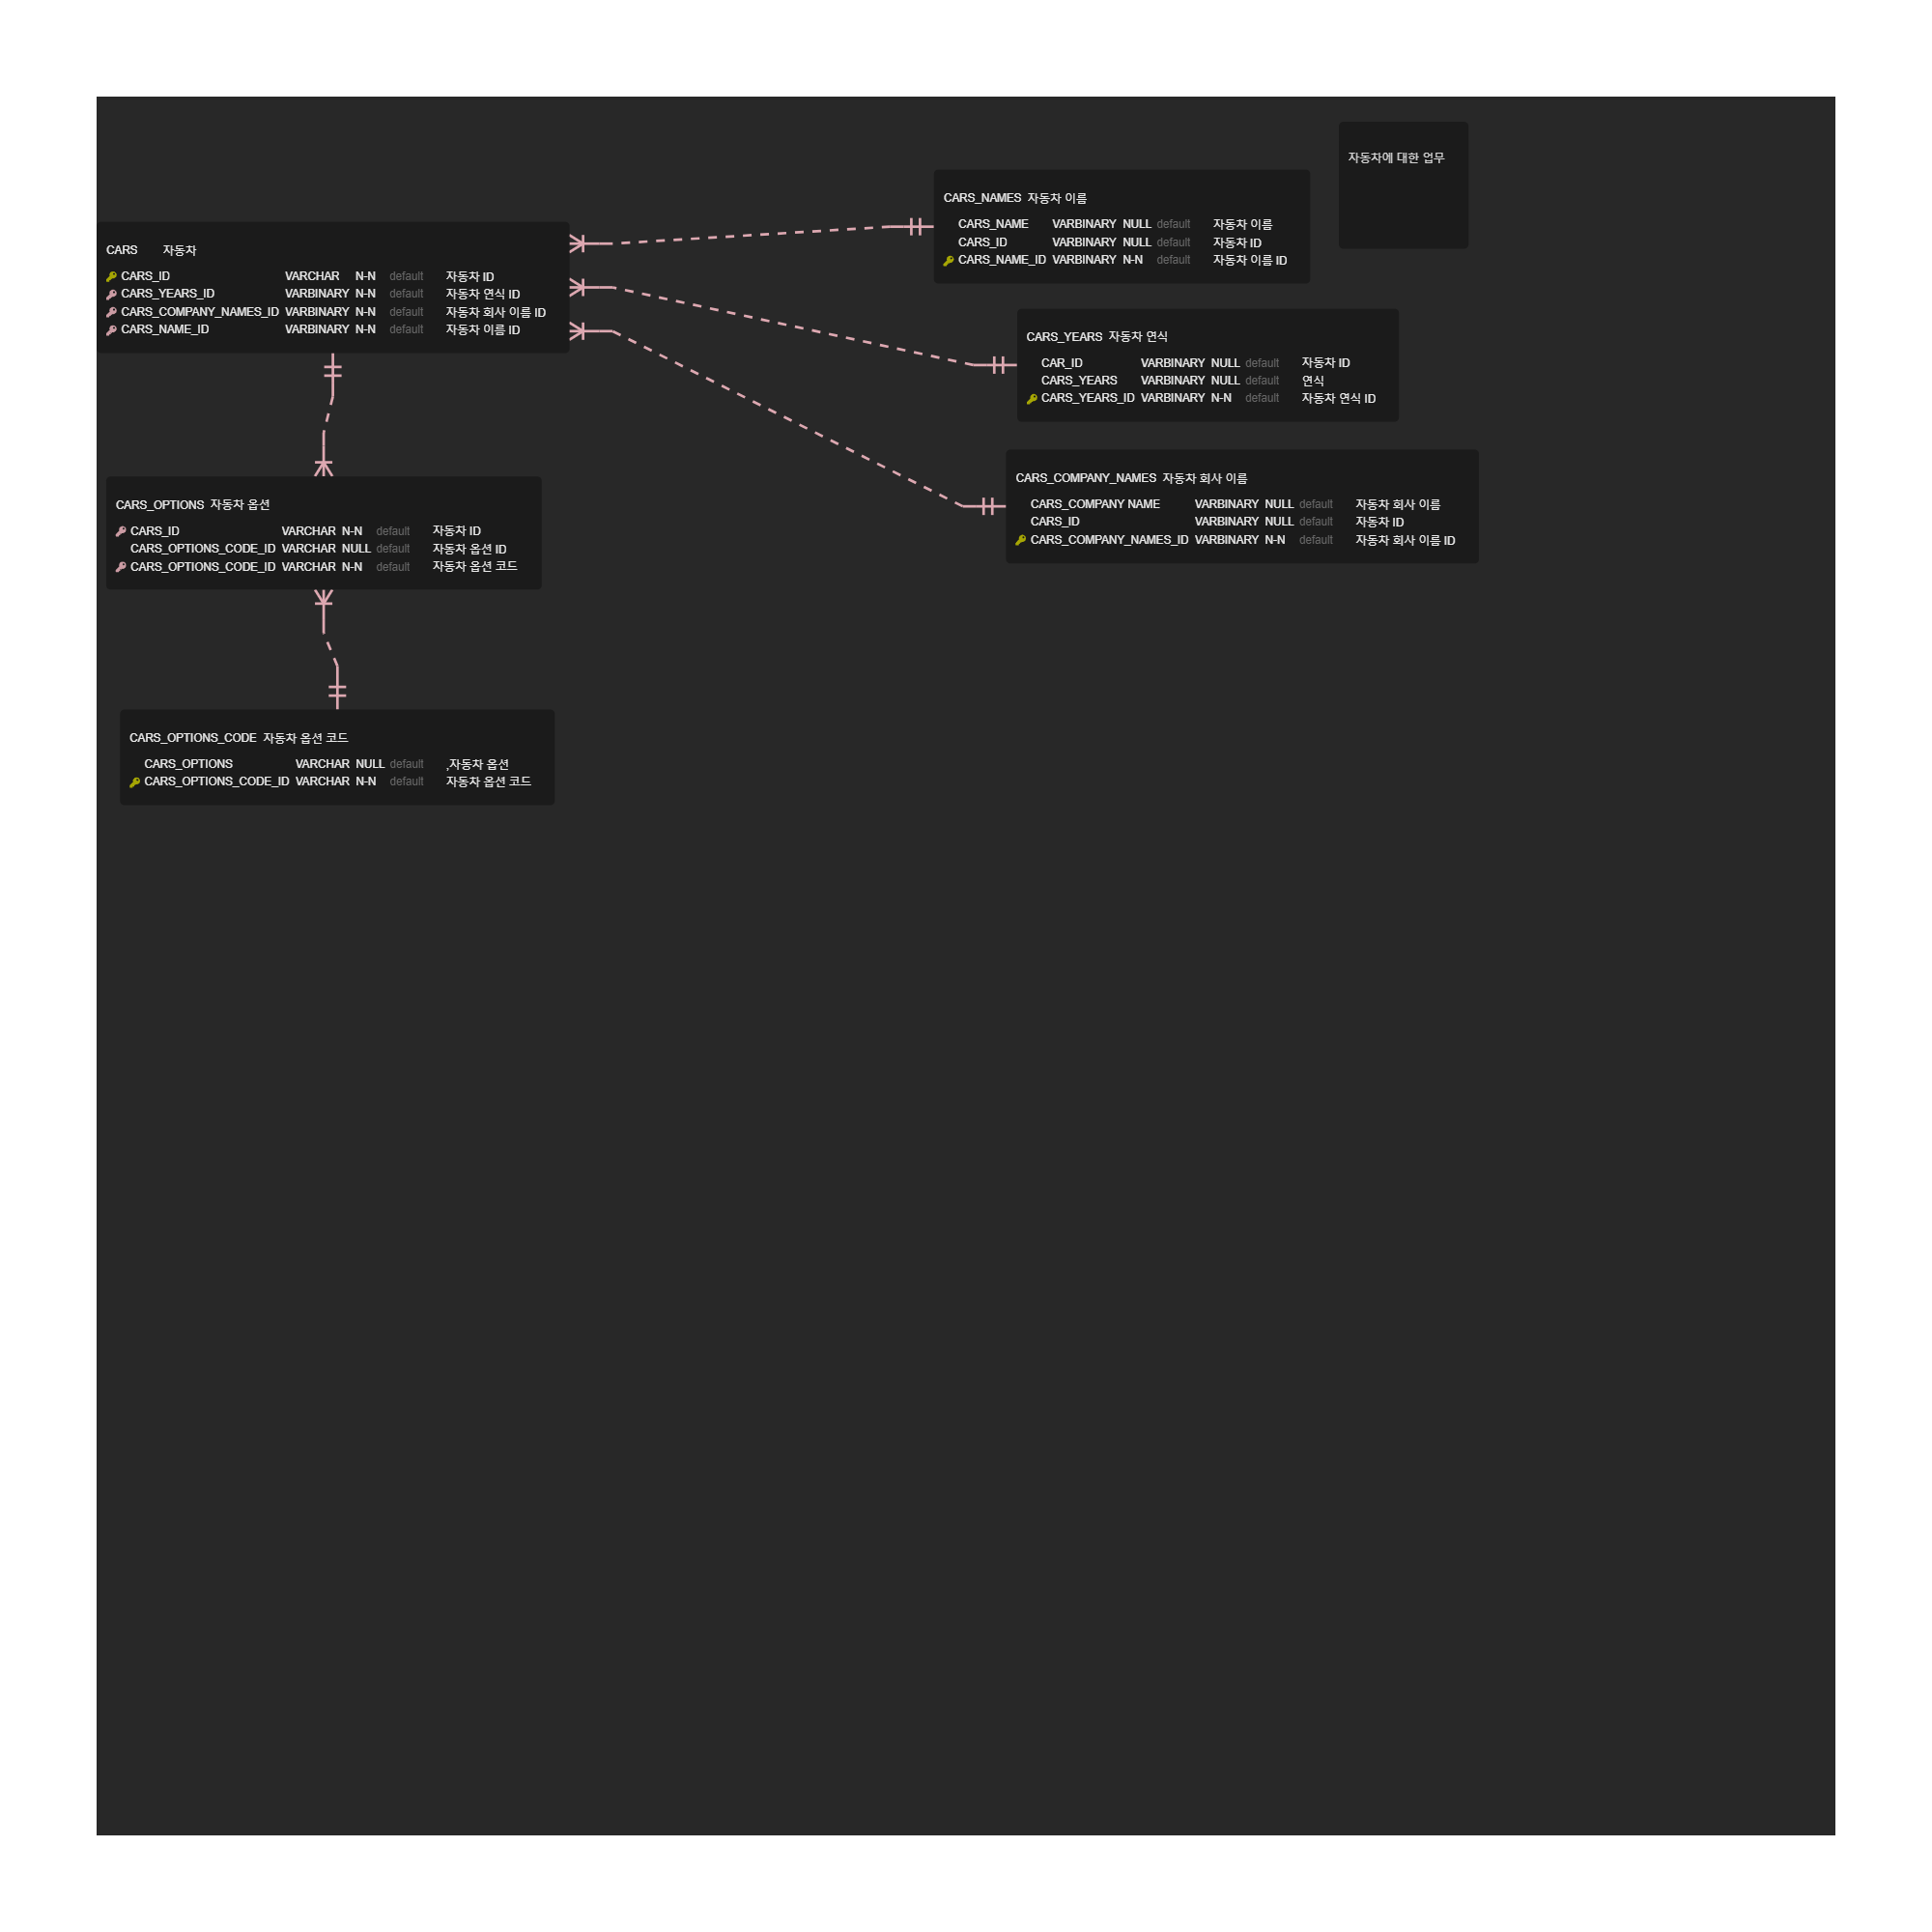 자동차에 대한 업무
CARS_NAMES 자동차 이름
CARS_NAME VARBINARY NULL default 자동차 이름
CARS_ID VARBINARY NULL default 자동차 ID
CARS_NAME_ID VARBINARY N-N default 자동차 이름 ID
CARS 자동차
CARS_ID VARCHAR N-N default 자동차 ID
CARS_YEARS_ID VARBINARY N-N default 자동차 연식 ID
CARS_COMPANY_NAMES_ID VARBINARY N-N default 자동차 회사 이름 ID
CARS_NAME_ID VARBINARY N-N default 자동차 이름 ID
CARS_YEARS 자동차 연식
CAR_ID VARBINARY NULL default 자동차 ID
CARS_YEARS VARBINARY NULL default 연식
CARS_YEARS_ID VARBINARY N-N default 자동차 연식 ID
CARS_COMPANY_NAMES 자동차 회사 이름
CARS_COMPANY NAME VARBINARY NULL default 자동차 회사 이름
CARS_ID VARBINARY NULL default 자동차 ID
CARS_COMPANY_NAMES_ID VARBINARY N-N default 자동차 회사 이름 ID
CARS_OPTIONS 자동차 옵션
CARS_ID VARCHAR N-N default 자동차 ID
CARS_OPTIONS_CODE_ID VARCHAR NULL default 자동차 옵션 ID
CARS_OPTIONS_CODE_ID VARCHAR N-N default 자동차 옵션 코드
CARS_OPTIONS_CODE 자동차 옵션 코드
CARS_OPTIONS VARCHAR NULL default ,자동차 옵션
CARS_OPTIONS_CODE_ID VARCHAR N-N default 자동차 옵션 코드